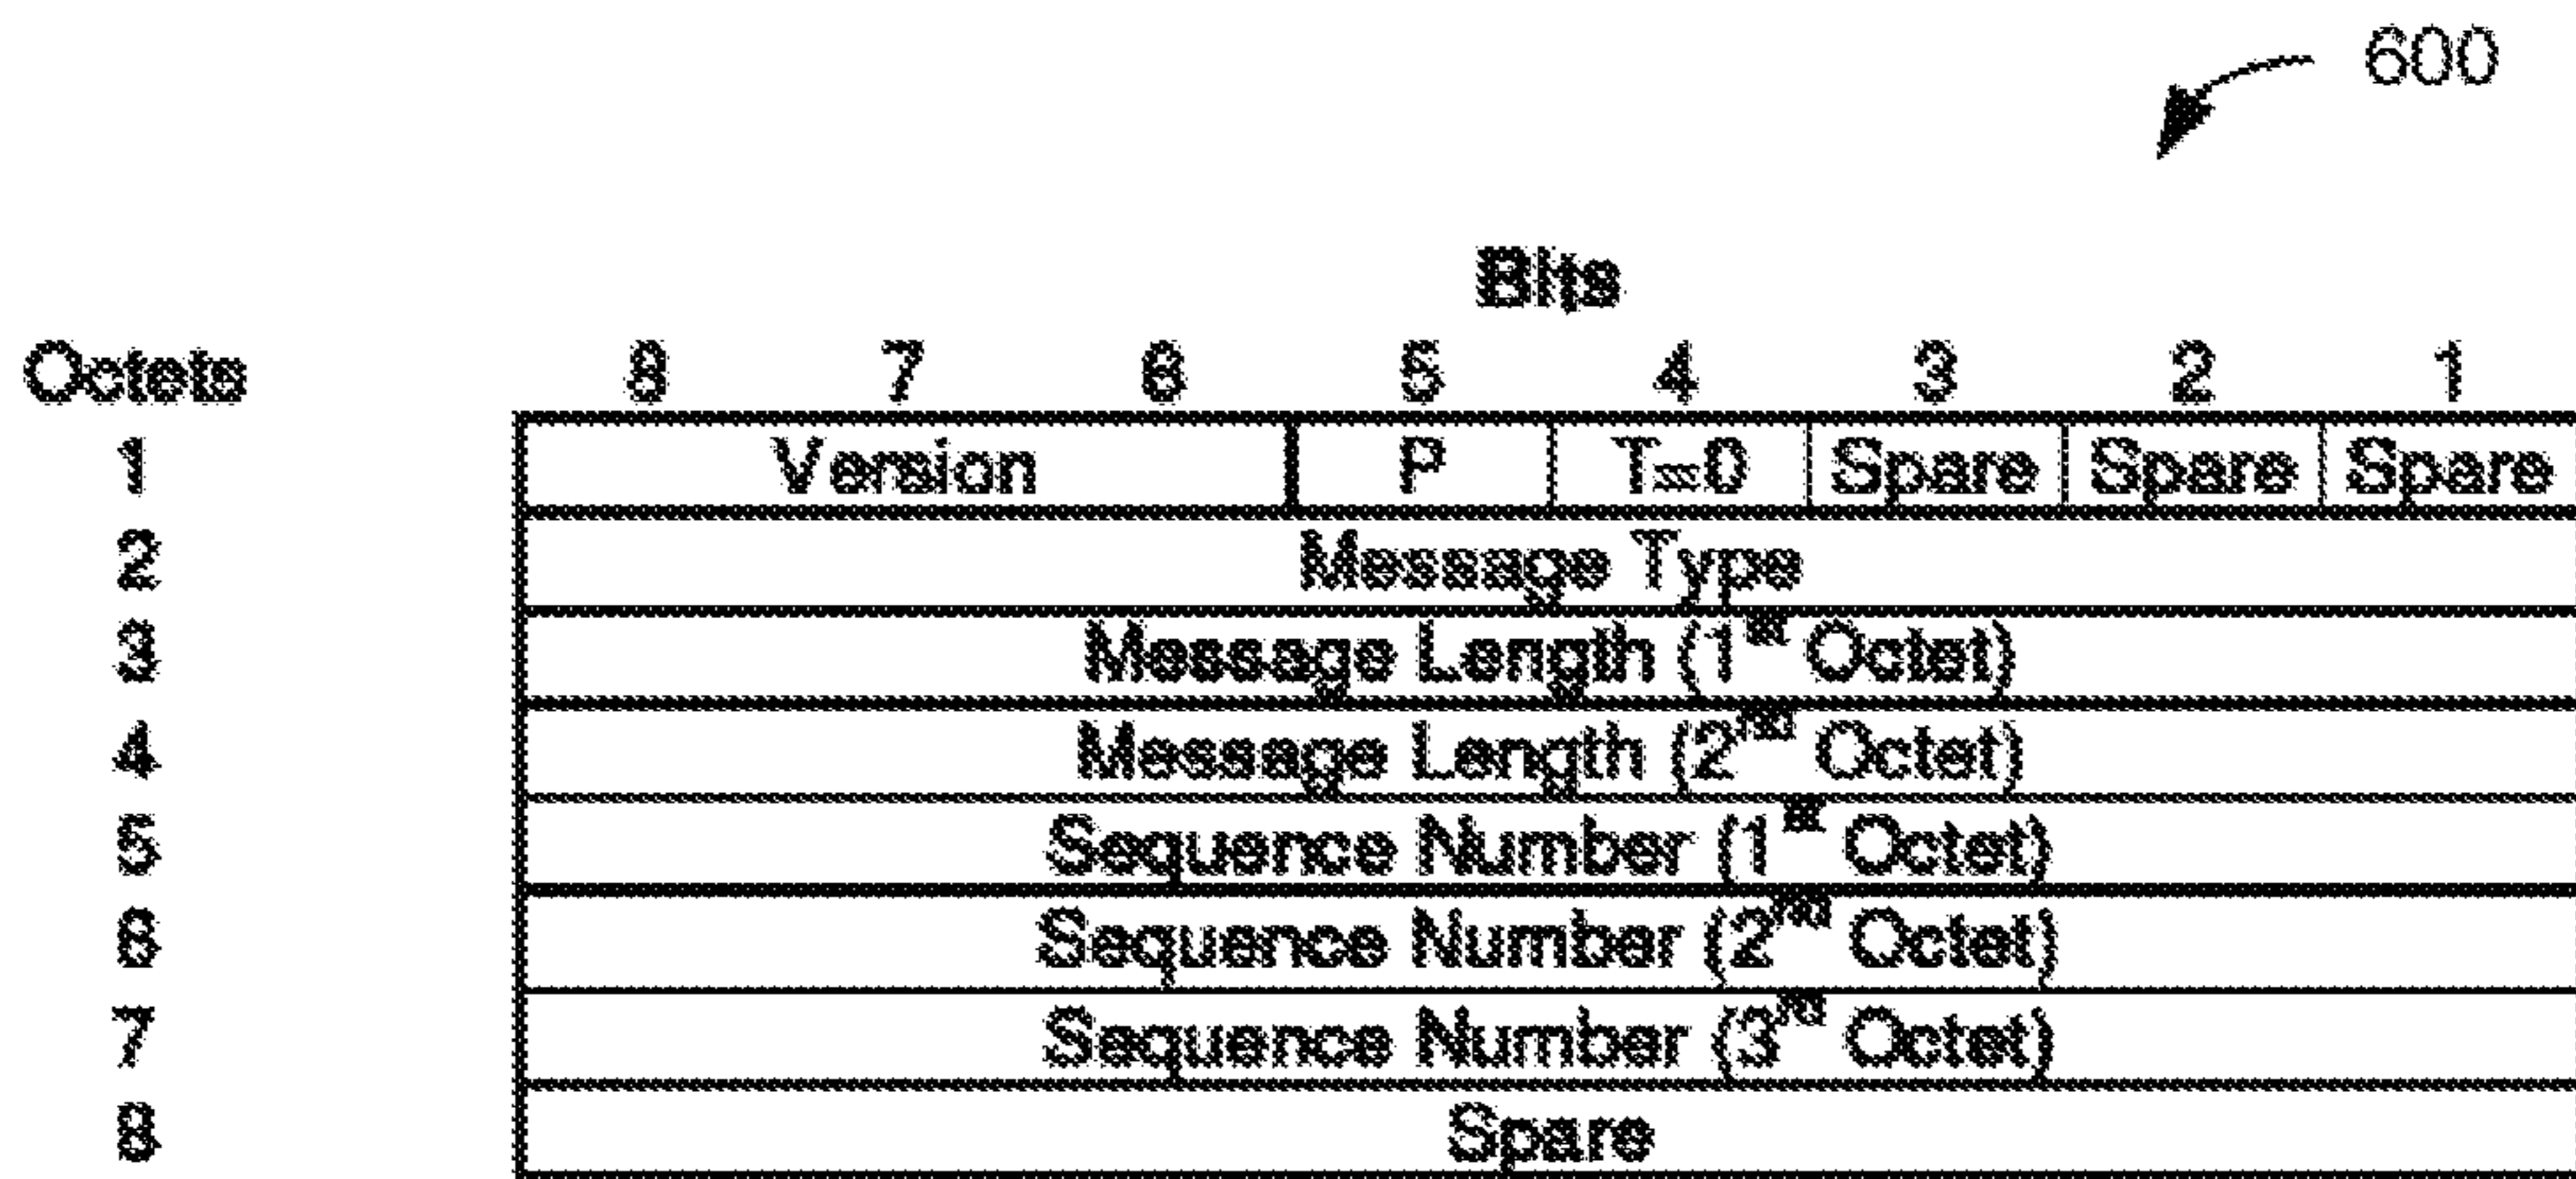 600
Bits
Octets 8 7 6 5 4 3 2 1
1 Version P T=0 Spare Spare Spare
2 Message Type
3 Message Length (1st Octet)
4 Message Length (2nd Octet)
5 Sequence Number (1st Octet)
6 Sequence Number (2nd Octet)
7 Sequence Number (3rd Octet)
8 Spare